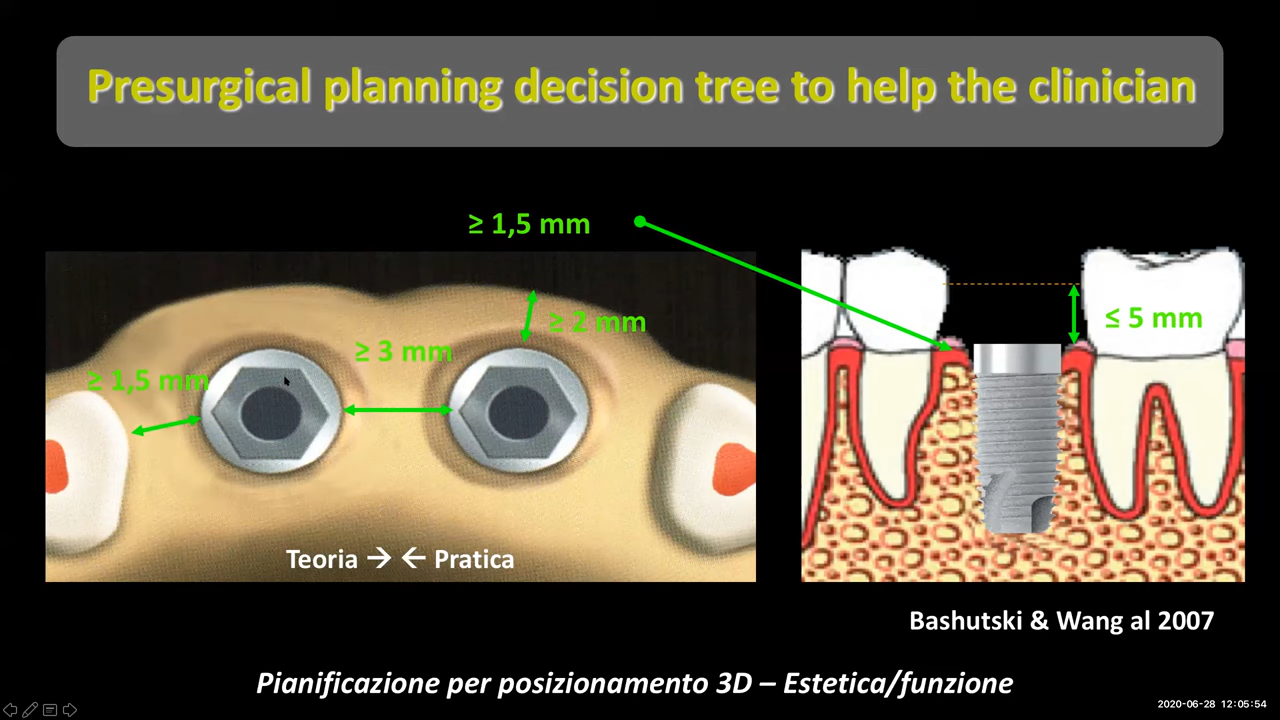 Presurgical planning decision tree to help the clinician
≥ 1,5 mm
≥ 2 mm
≥ 3 mm
≥ 1,5 mm
≤ 5 mm
Teoria → ← Pratica
Bashutski & Wang al 2007
Pianificazione per posizionamento 3D – Estetica/funzione
2020-06-28 12:05:54